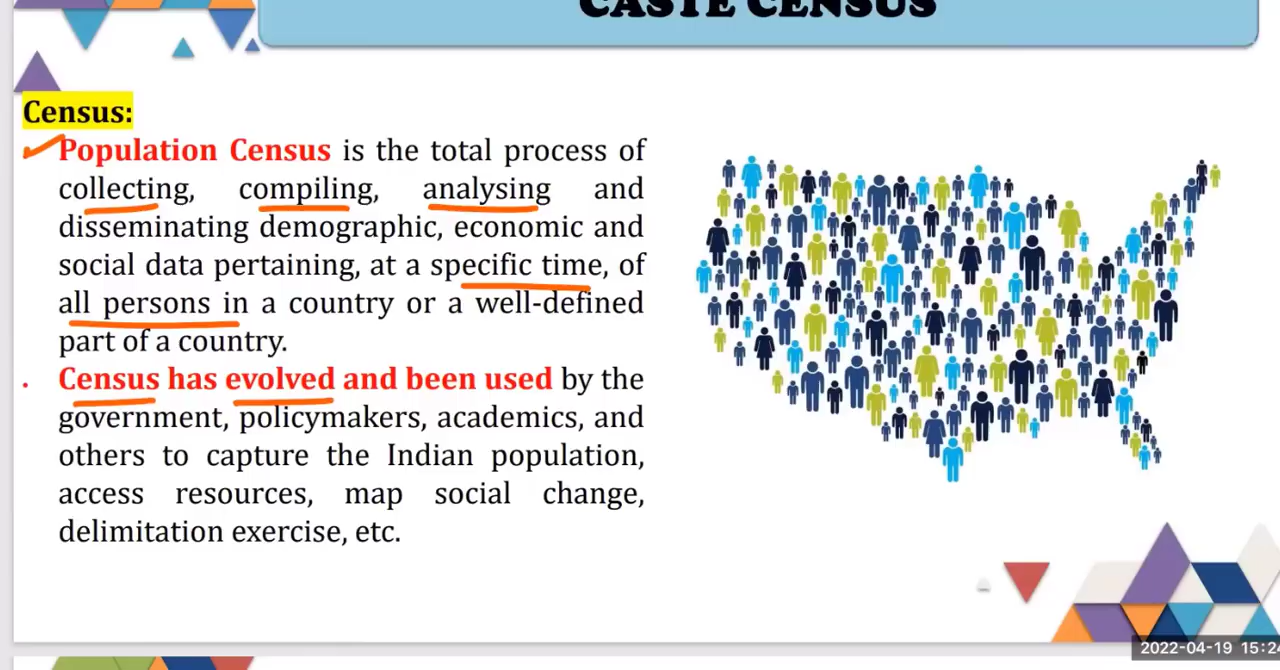 CASTE CENSUS
Census:
Population Census is the total process of
collecting, compiling, analysing and
disseminating demographic, economic and
social data pertaining, at a specific time, of
all persons in a country or a well-defined
part of a country.
Census has evolved and been used by the
government, policymakers, academics, and
others to capture the Indian population,
access resources, map social change,
delimitation exercise, etc.
2022-04-19 15:24